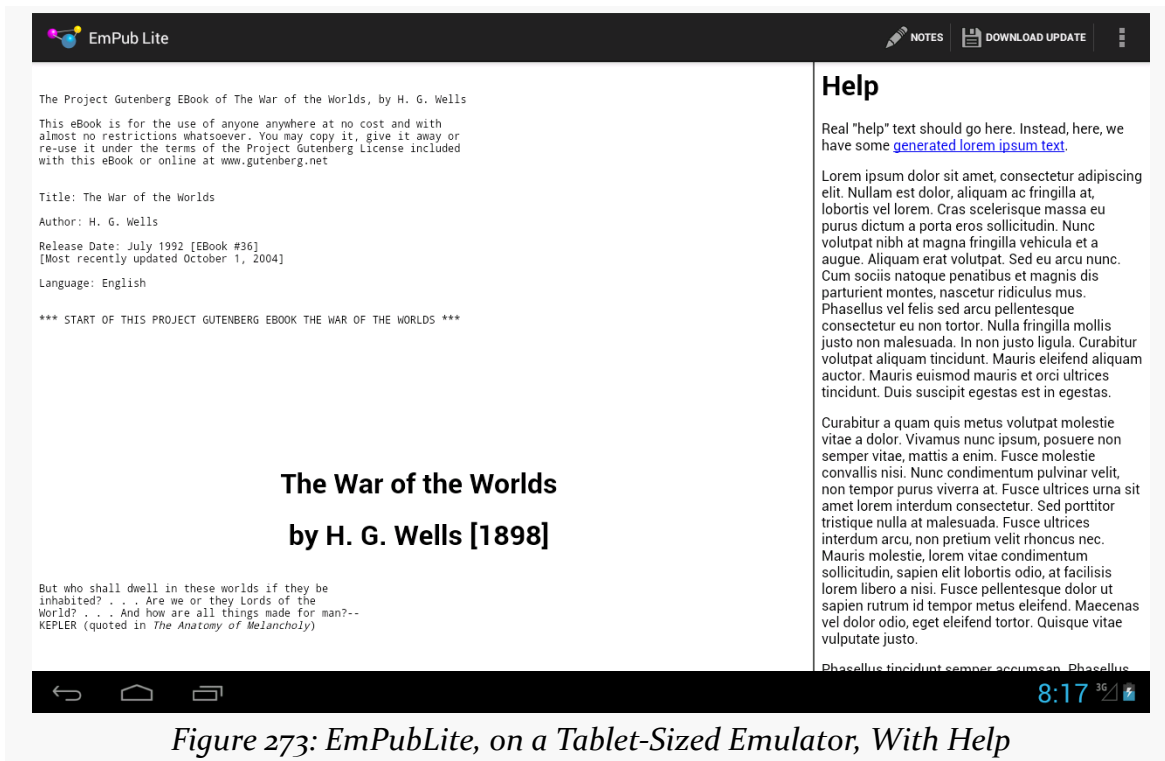 EmPub Lite
NOTES
DOWNLOAD UPDATE
The Project Gutenberg EBook of The War of the Worlds, by H. G. Wells
This eBook is for the use of anyone anywhere at no cost and with
almost no restrictions whatsoever. You may copy it, give it away or
re-use it under the terms of the Project Gutenberg License included
with this eBook or online at www.gutenberg.net
Title: The War of the Worlds
Author: H. G. Wells
Release Date: July 1992 [EBook #36]
[Most recently updated October 1, 2004]
Language: English
*** START OF THIS PROJECT GUTENBERG EBOOK THE WAR OF THE WORLDS ***
The War of the Worlds
by H. G. Wells [1898]
But who shall dwell in these worlds if they be
inhabited? . . . Are we or they Lords of the
World? . . . And how are all things made for man?--
KEPLER (quoted in The Anatomy of Melancholy)
Help
Real "help" text should go here. Instead, here, we
have some generated lorem ipsum text.
Lorem ipsum dolor sit amet, consectetur adipiscing
elit. Nullam est dolor, aliquam ac fringilla at,
lobortis vel lorem. Cras scelerisque massa eu
purus dictum a porta eros sollicitudin. Nunc
volutpat nibh at magna fringilla vehicula et a
augue. Aliquam erat volutpat. Sed eu arcu nunc.
Cum sociis natoque penatibus et magnis dis
parturient montes, nascetur ridiculus mus.
Phasellus vel felis sed arcu pellentesque
consectetur eu non tortor. Nulla fringilla mollis
justo non malesuada. In non justo ligula. Curabitur
volutpat aliquam tincidunt. Mauris eleifend aliquam
auctor. Mauris euismod mauris et orci ultrices
tincidunt. Duis suscipit egestas est in egestas.
Curabitur a quam quis metus volutpat molestie
vitae a dolor. Vivamus nunc ipsum, posuere non
semper vitae, mattis a enim. Fusce molestie
convallis nisi. Nunc condimentum pulvinar velit,
non tempor purus viverra at. Fusce ultrices urna sit
amet lorem interdum consectetur. Sed porttitor
tristique nulla at malesuada. Fusce ultrices
interdum arcu, non pretium velit rhoncus nec.
Mauris molestie, lorem vitae condimentum
sollicitudin, sapien elit lobortis odio, at facilisis
lorem libero a nisi. Fusce pellentesque dolor ut
sapien rutrum id tempor metus eleifend. Maecenas
vel dolor odio, eget eleifend tortor. Quisque vitae
vulputate justo.
Phasellus tincidunt semper accumsan. Phasellus
8:17 3G
Figure 273: EmPubLite, on a Tablet-Sized Emulator, With Help